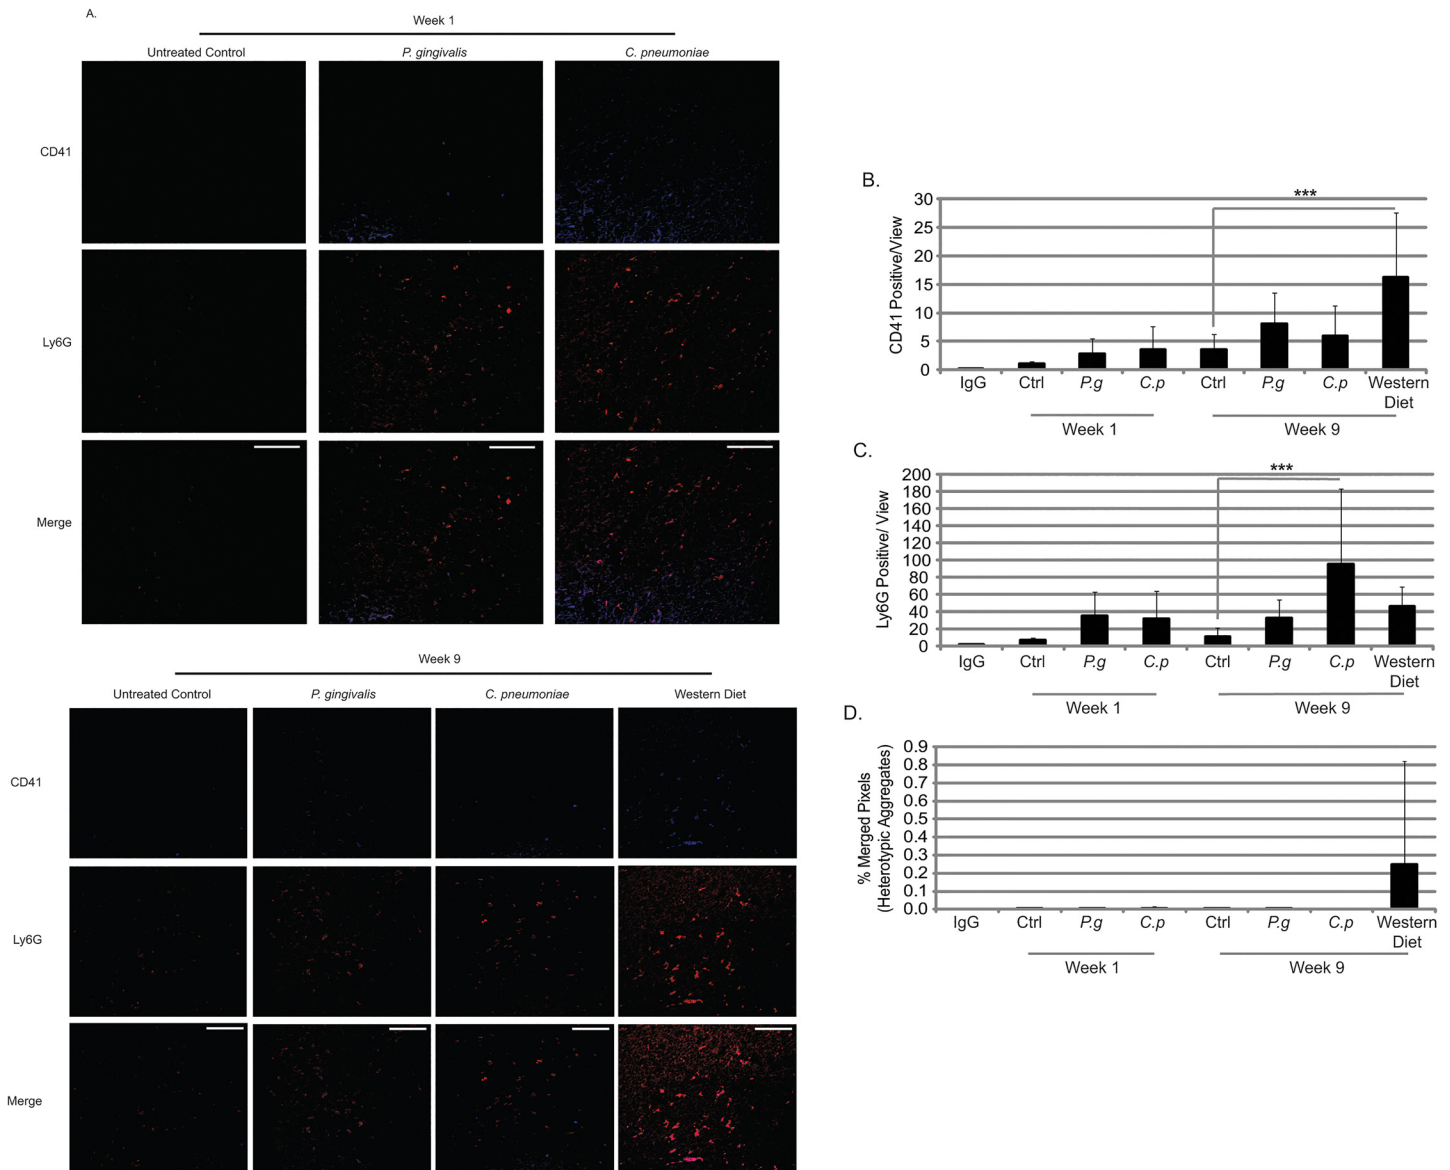 A.
Week 1
Untreated Control P. gingivalis C. pneumoniae
CD41
Ly6G
Merge
Week 9
Untreated Control P. gingivalis C. pneumoniae Western Diet
CD41
Ly6G
Merge
B.
CD41 Positive/View
30
25
20
15
10
5
0
***
IgG Ctrl P.g C.p Ctrl P.g C.p Western
Diet
Week 1 Week 9
C.
Ly6G Positive/ View
200
180
160
140
120
100
80
60
40
20
0
***
IgG Ctrl P.g C.p Ctrl P.g C.p Western
Diet
Week 1 Week 9
D.
% Merged Pixels
(Heterotypic Aggregates)
0.9
0.8
0.7
0.6
0.5
0.4
0.3
0.2
0.1
0.0
IgG Ctrl P.g C.p Ctrl P.g C.p Western
Diet
Week 1 Week 9